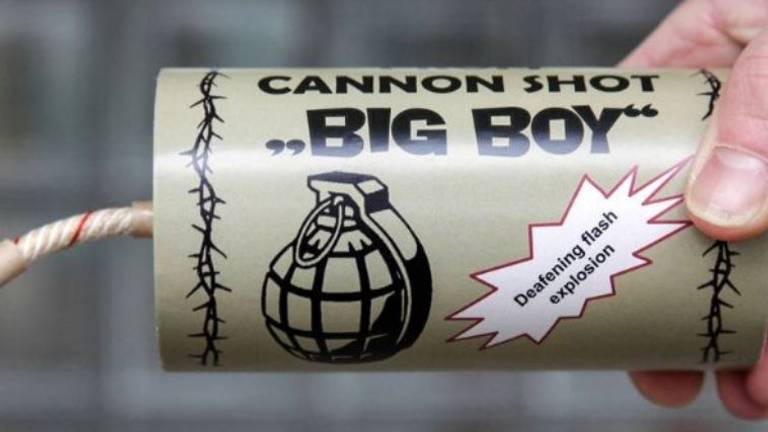 CANNON SHOT
„BIG BOY“
Deafening flash
explosion